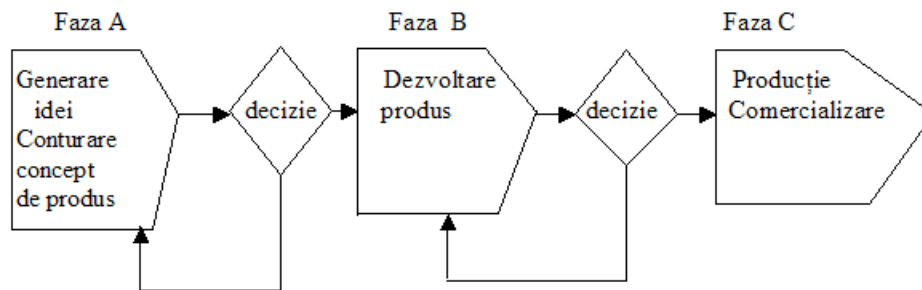 Faza A
Faza B
Faza C
Generare
idei
Conturare
concept
de produs
decizie
Dezvoltare
produs
decizie
Producție
Comercializare